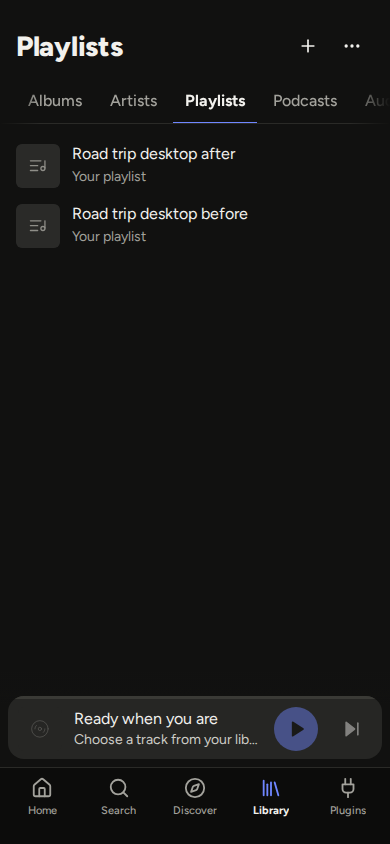 Playlists
Albums Artists Playlists Podcasts Au
Road trip desktop after
Your playlist
Road trip desktop before
Your playlist
Ready when you are
Choose a track from your lib...
Home Search Discover Library Plugins